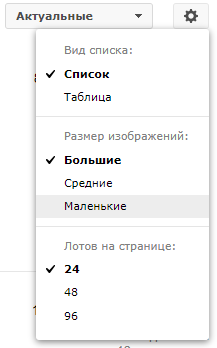 Актуальные
Вид списка:
Список
Таблица
Размер изображений:
Большие
Средние
Маленькие
Лотов на странице:
24
48
96